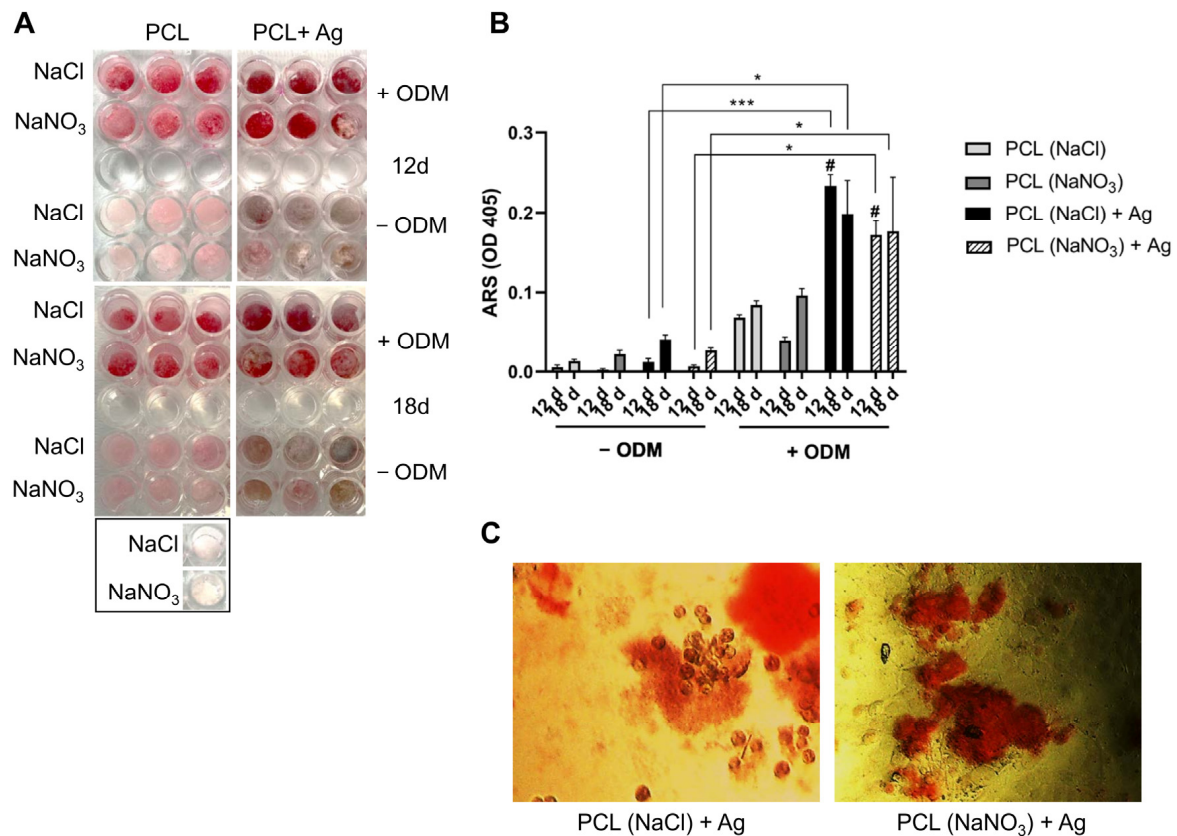 A
PCL
PCL+ Ag
NaCl
+ ODM
NaNO₃
12d
NaCl
– ODM
NaNO₃
NaCl
+ ODM
NaNO₃
18d
NaCl
– ODM
NaNO₃
NaCl
NaNO₃
B
*
***
*
*
0.3
0.2
0.1
0.0
ARS (OD 405)
# #
12 d 18 d 12 d 18 d 12 d 18 d 12 d 18 d 12 d 18 d 12 d 18 d 12 d 18 d 12 d 18 d
– ODM + ODM
PCL (NaCl)
PCL (NaNO₃)
PCL (NaCl) + Ag
PCL (NaNO₃) + Ag
C
PCL (NaCl) + Ag
PCL (NaNO₃) + Ag